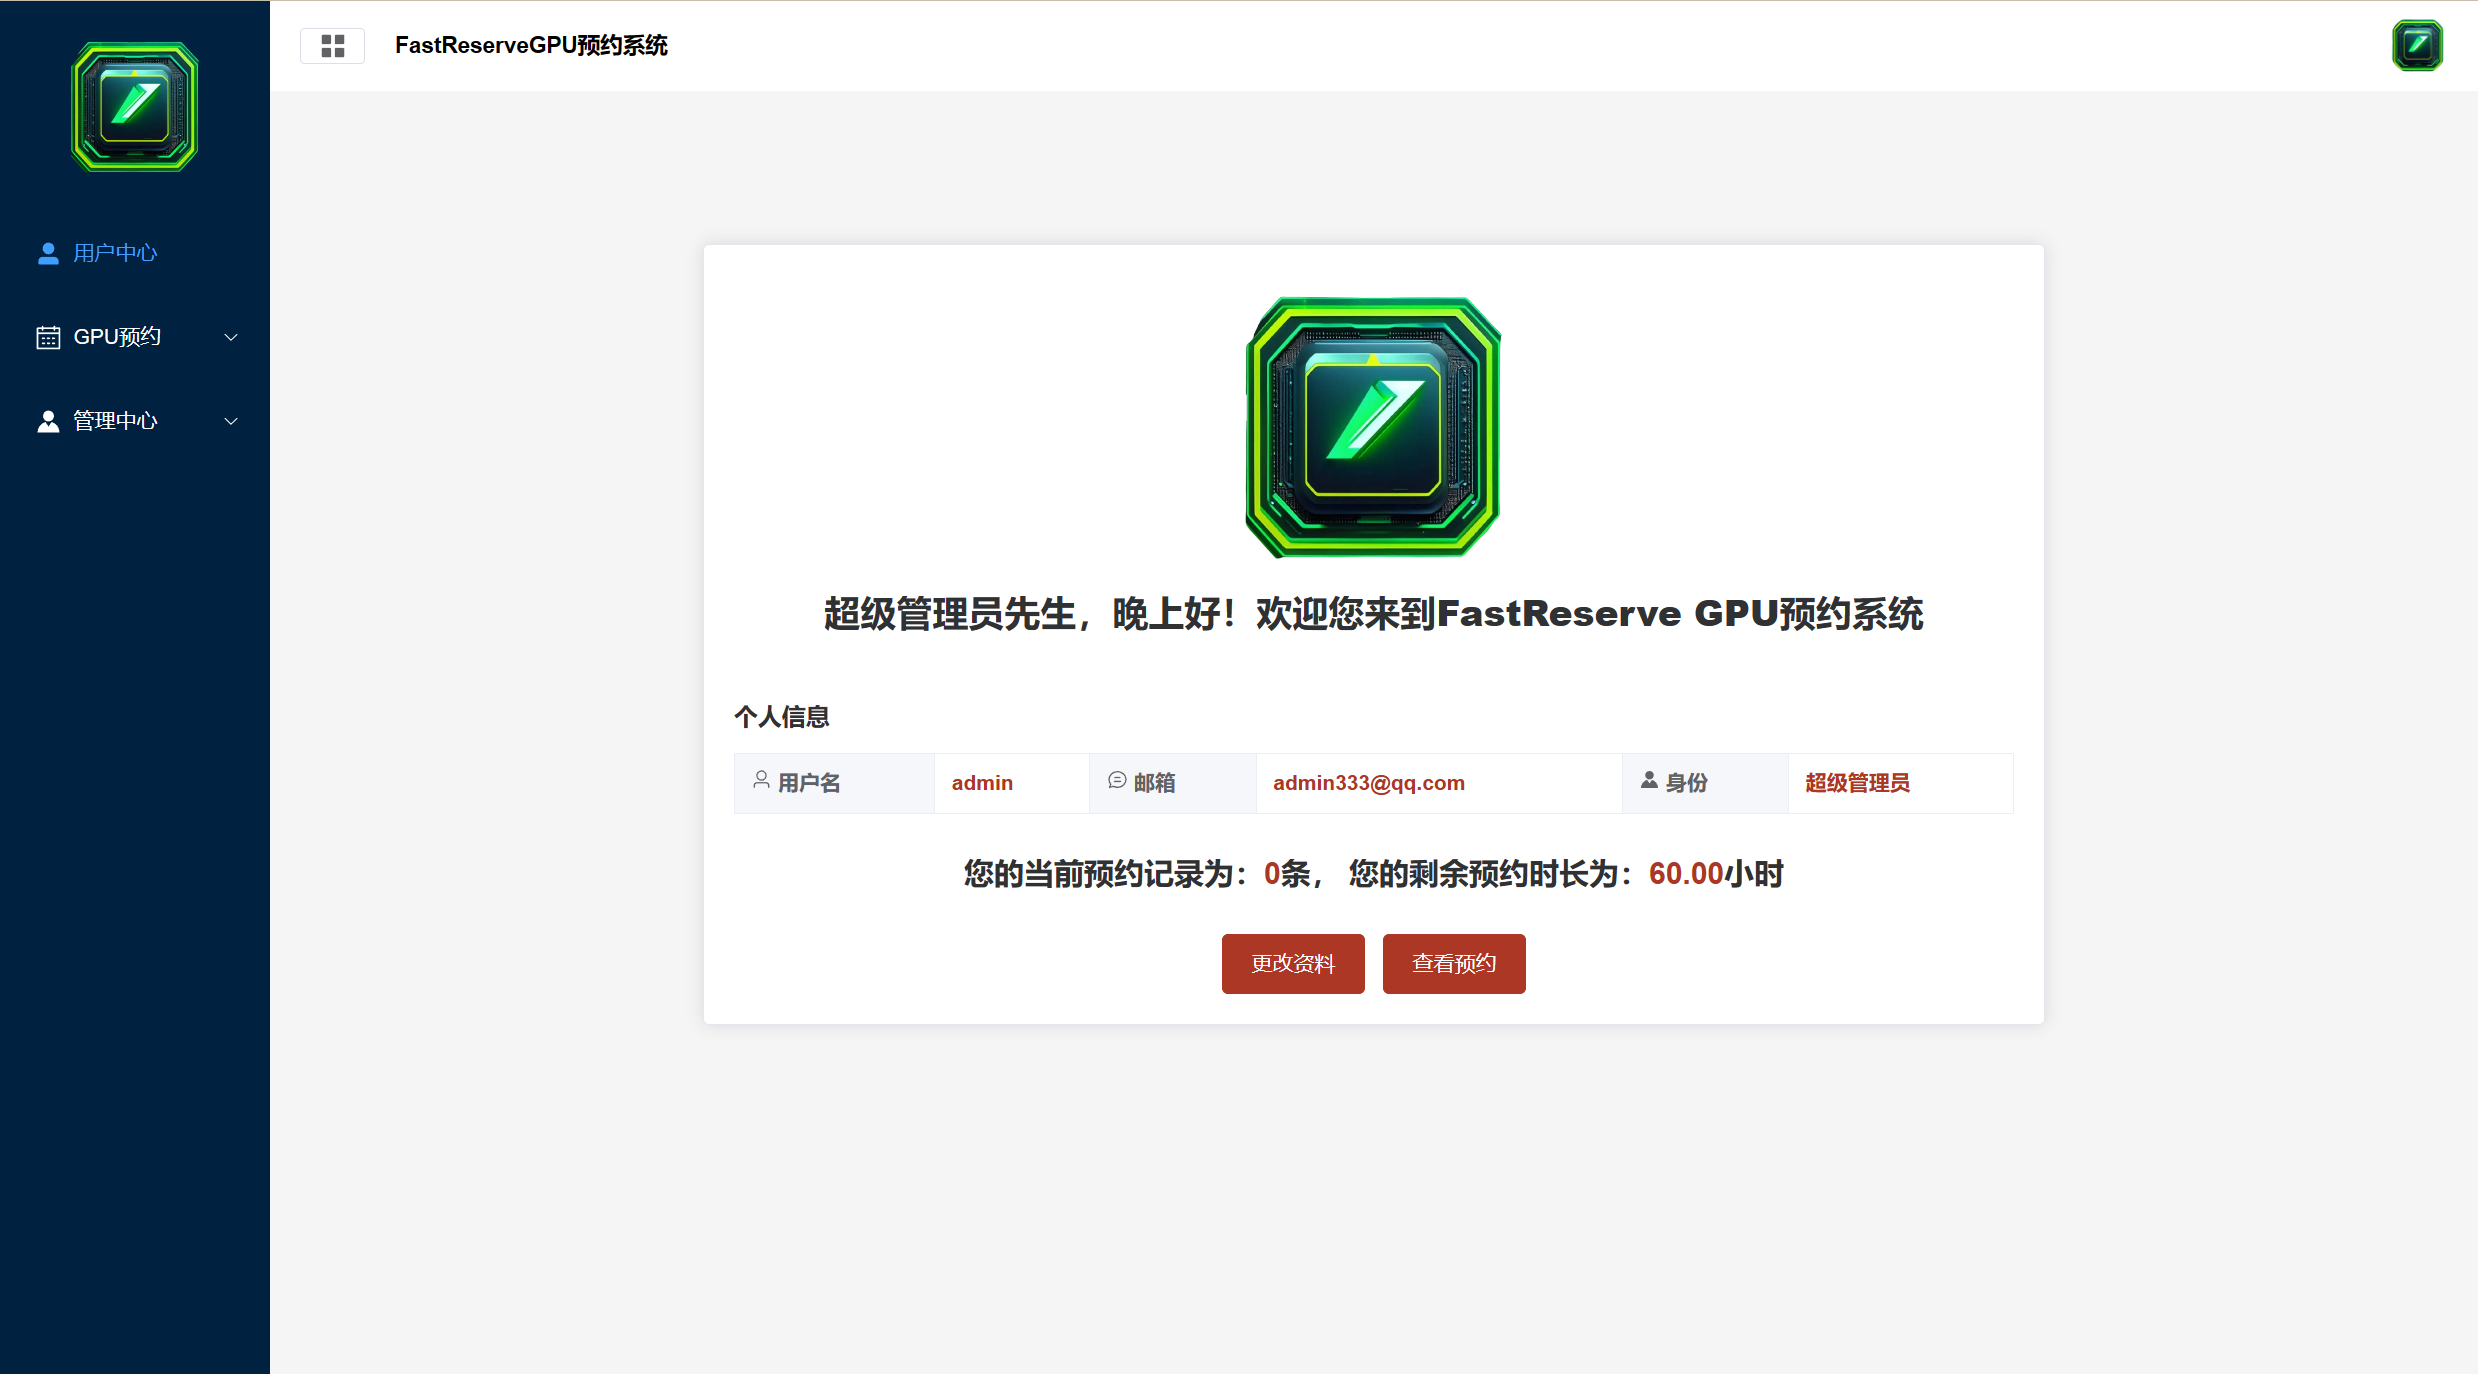 FastReserveGPU预约系统
用户中心
GPU预约
管理中心
超级管理员先生，晚上好！欢迎您来到FastReserve GPU预约系统
个人信息
用户名 admin 邮箱 admin333@qq.com 身份 超级管理员
您的当前预约记录为：0条， 您的剩余预约时长为：60.00小时
更改资料 查看预约